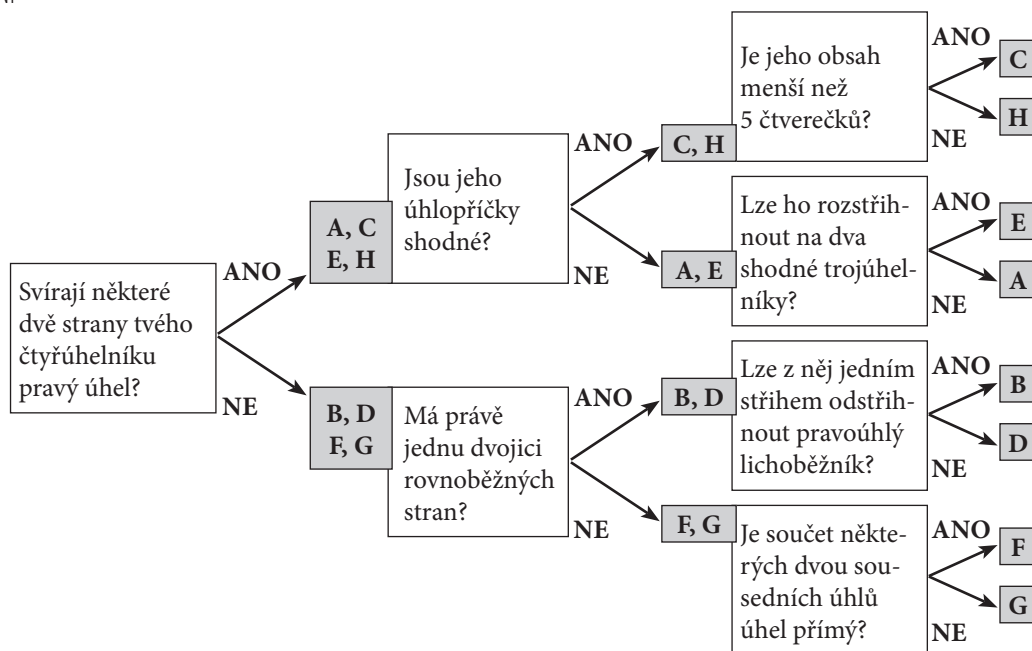 Svírají některé
dvě strany tvého
čtyřúhelníku
pravý úhel?
ANO
NE
A, C
E, H
Jsou jeho
úhlopříčky
shodné?
ANO
NE
B, D
F, G
Má právě
jednu dvojici
rovnoběžných
stran?
ANO
NE
C, H
Je jeho obsah
menší než
5 čtverečků?
ANO
C
H
NE
A, E
Lze ho rozstřih-
nout na dva
shodné trojúhel-
níky?
ANO
E
A
NE
B, D
Lze z něj jedním
střihem odstřih-
nout pravoúhlý
lichoběžník?
ANO
B
D
NE
F, G
Je součet někte-
rých dvou sou-
sedních úhlů
úhel přímý?
ANO
F
G
NE